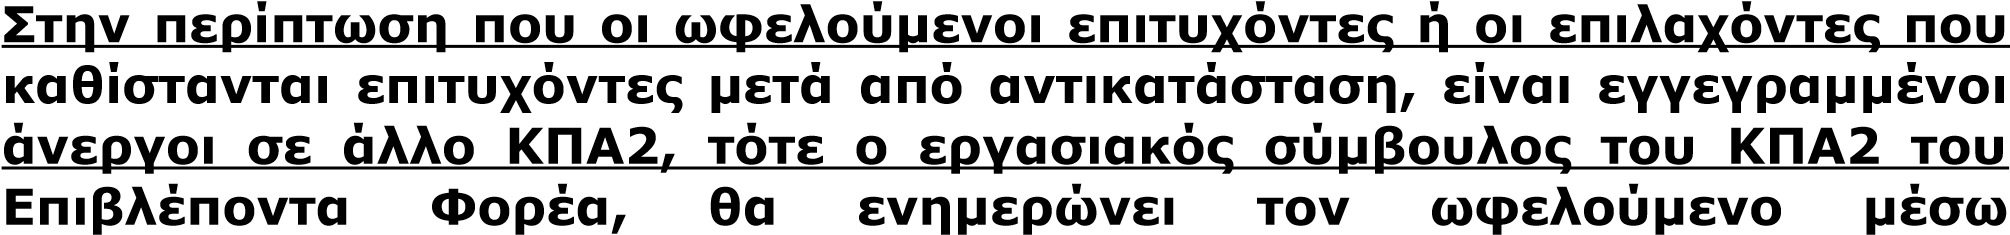 Στην περίπτωση που οι ωφελούμενοι επιτυχόντες ή οι επιλαχόντες που
καθίστανται επιτυχόντες μετά από αντικατάσταση, είναι εγγεγραμμένοι
άνεργοι σε άλλο ΚΠΑ2, τότε ο εργασιακός σύμβουλος του ΚΠΑ2 του
Επιβλέποντα Φορέα, θα ενημερώνει τον ωφελούμενο μέσω